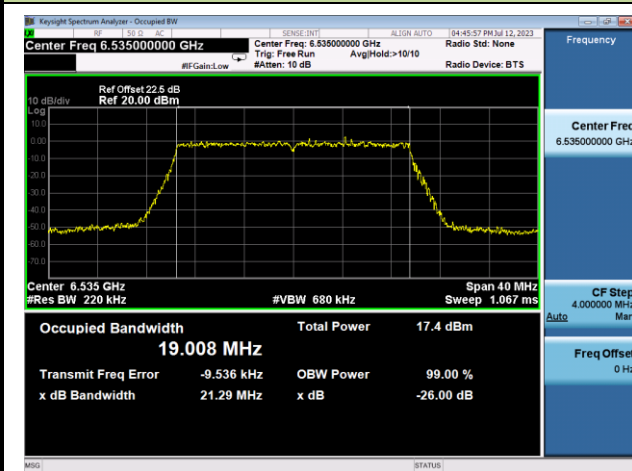 Keysight Spectrum Analyzer - Occupied BW
RF 50 Ω AC SENSE:INT ALIGN AUTO 04:45:57 PM Jul 12, 2023
Center Freq 6.535000000 GHz Center Freq: 6.535000000 GHz Radio Std: None Frequency
Trig: Free Run Avg|Hold:>10/10
#IFGain:Low #Atten: 10 dB Radio Device: BTS
Ref Offset 22.5 dB
10 dB/div Ref 20.00 dBm
Log
10.0
0.00
-10.0
-20.0
-30.0
-40.0
-50.0
-60.0
-70.0
Center Freq
6.535000000 GHz
Center 6.535 GHz Span 40 MHz
#Res BW 220 kHz #VBW 680 kHz Sweep 1.067 ms
CF Step
4.000000 MHz
Auto Man
Occupied Bandwidth Total Power 17.4 dBm
19.008 MHz
Transmit Freq Error -9.536 kHz OBW Power 99.00 %
x dB Bandwidth 21.29 MHz x dB -26.00 dB
Freq Offset
0 Hz
MSG STATUS